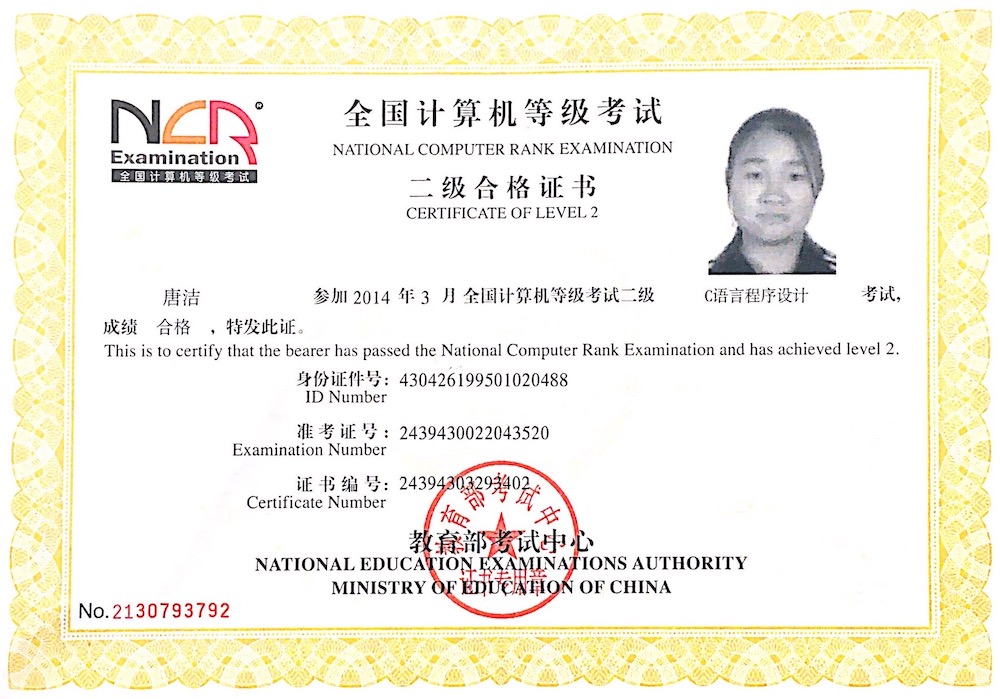 NCR
Examination
全国计算机等级考试
全国计算机等级考试
NATIONAL COMPUTER RANK EXAMINATION
二级合格证书
CERTIFICATE OF LEVEL 2
唐洁 参加 2014 年 3 月 全国计算机等级考试二级 C语言程序设计 考试,
成绩 合格 ,特发此证。
This is to certify that the bearer has passed the National Computer Rank Examination and has achieved level 2.
身份证件号: 430426199501020488
ID Number
准考证号: 2439430022043520
Examination Number
证书编号: 24394303293402
Certificate Number
教育部考试中心
教育部考试中心
NATIONAL EDUCATION EXAMINATIONS AUTHORITY
证书专用章
MINISTRY OF EDUCATION OF CHINA
No.2130793792